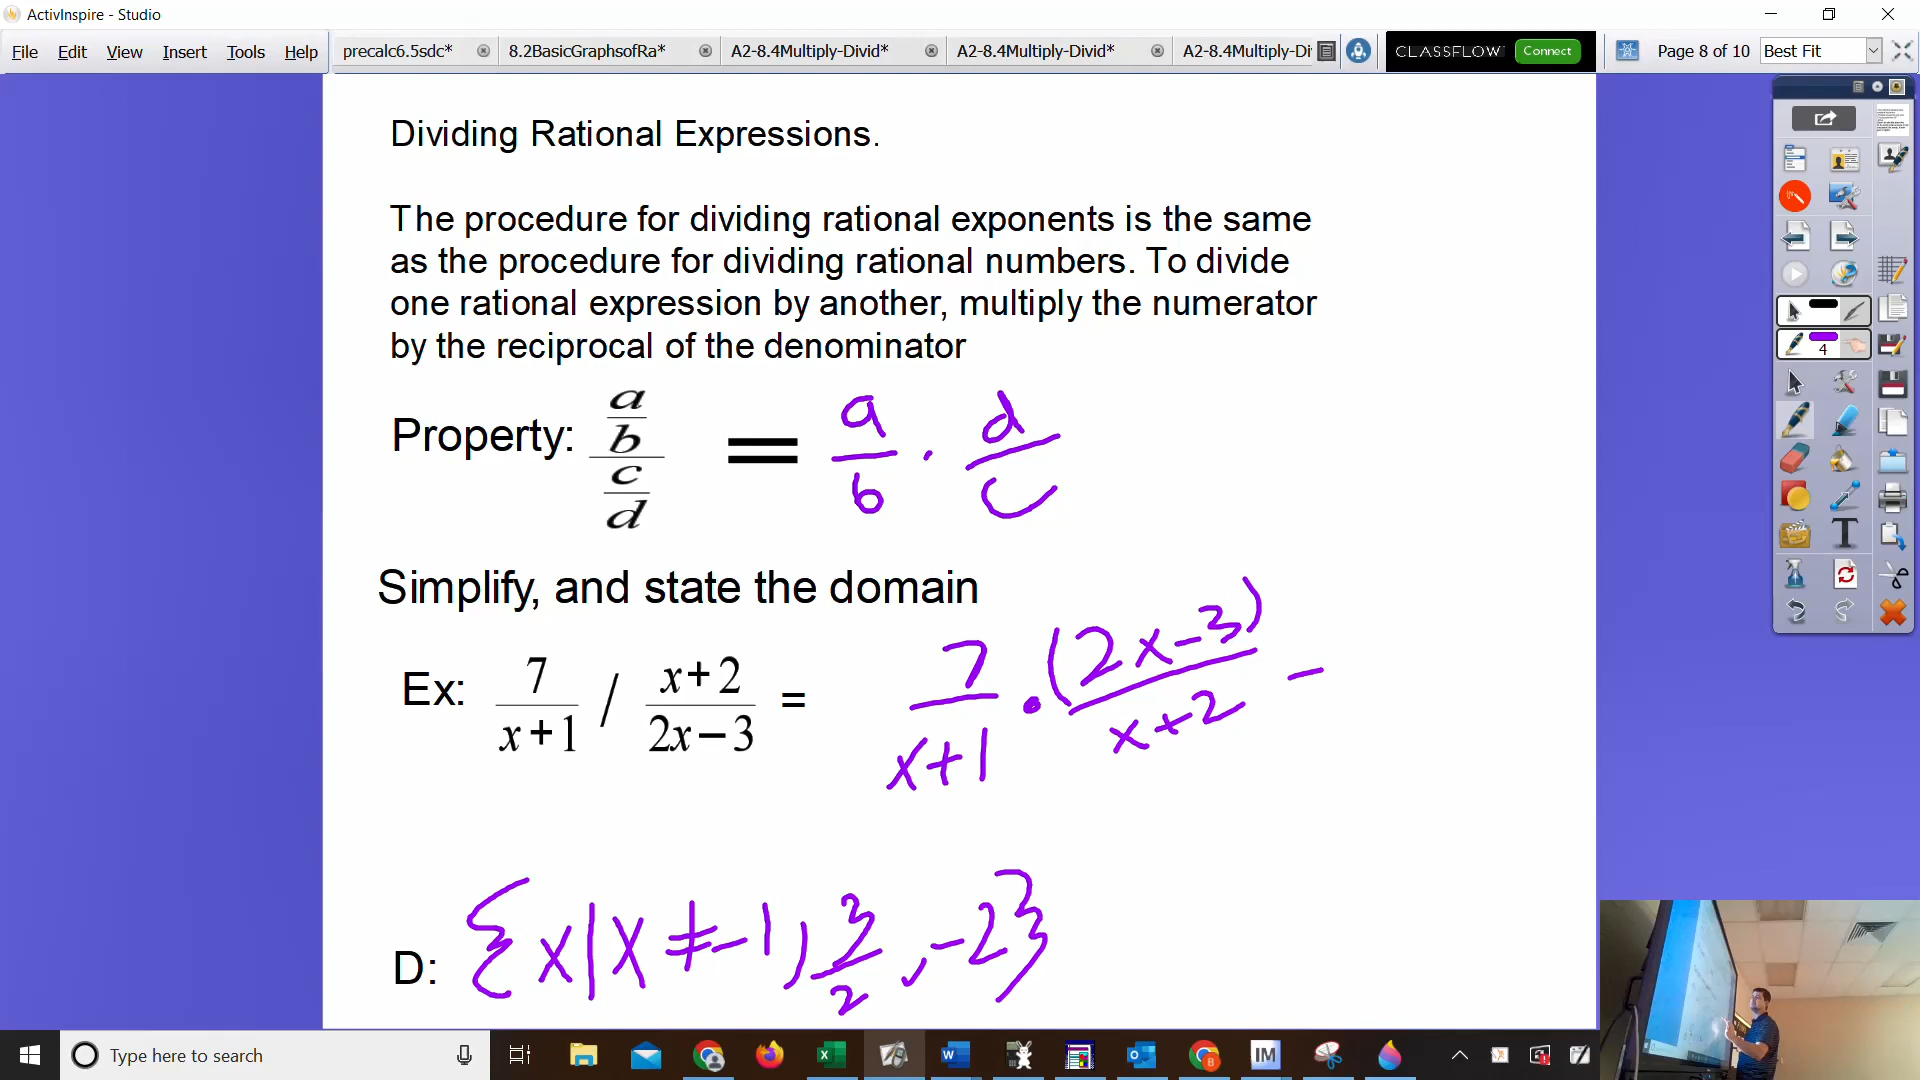 ActivInspire - Studio
File Edit View Insert Tools Help precalc6.5sdc* 8.2BasicGraphsofRa* A2-8.4Multiply-Divid* A2-8.4Multiply-Divid* A2-8.4Multiply-Di CLASSFLOW Connect Page 8 of 10 Best Fit
Dividing Rational Expressions.
The procedure for dividing rational exponents is the same
as the procedure for dividing rational numbers. To divide
one rational expression by another, multiply the numerator
by the reciprocal of the denominator
Property: a/b / c/d = a/b · d/c
Simplify, and state the domain
Ex: 7/x+1 / x+2/2x−3 = 7/x+1 · (2x−3)/x+2 −
D: {x|x ≠ −1, 3/2, −2}
4
T
Type here to search